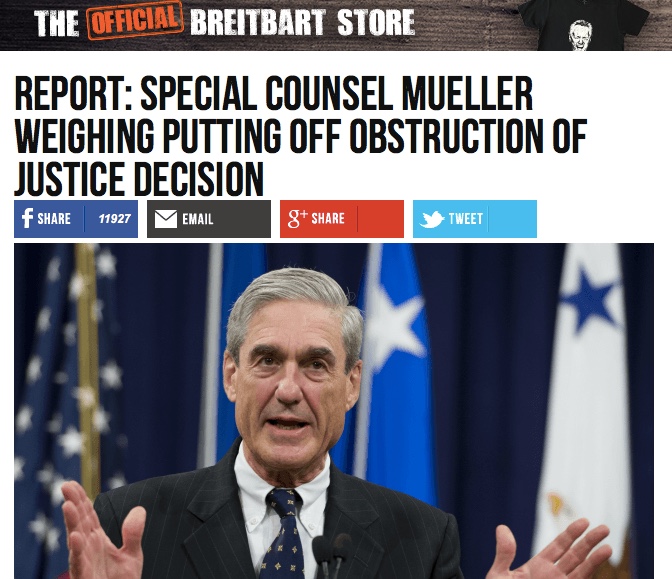 THE OFFICIAL BREITBART STORE
REPORT: SPECIAL COUNSEL MUELLER
WEIGHING PUTTING OFF OBSTRUCTION OF
JUSTICE DECISION
f SHARE 11927 EMAIL g+ SHARE TWEET